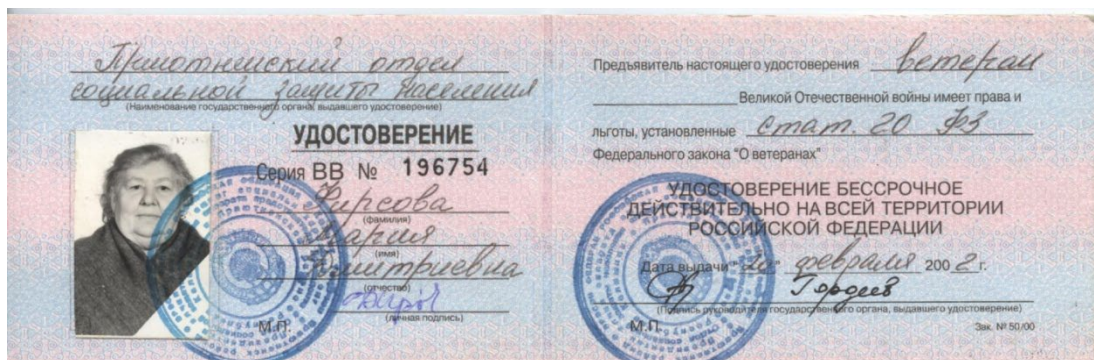 Приютненский отдел
социальной защиты населения
(Наименование государственного органа, выдавшего удостоверение)
УДОСТОВЕРЕНИЕ
Серия ВВ № 196754
Фирсова
(фамилия)
Мария
(имя)
Дмитриевна
(отчество)
(личная подпись)
М.П.
Предъявитель настоящего удостоверения ветеран
Великой Отечественной войны имеет права и
льготы, установленные стат. 20 ФЗ
Федерального закона "О ветеранах"
УДОСТОВЕРЕНИЕ БЕССРОЧНОЕ
ДЕЙСТВИТЕЛЬНО НА ВСЕЙ ТЕРРИТОРИИ
РОССИЙСКОЙ ФЕДЕРАЦИИ
Дата выдачи "20" февраля 2002 г.
Гордеев
(Подпись руководителя государственного органа, выдавшего удостоверение)
М.П.
Зак. № 50/00